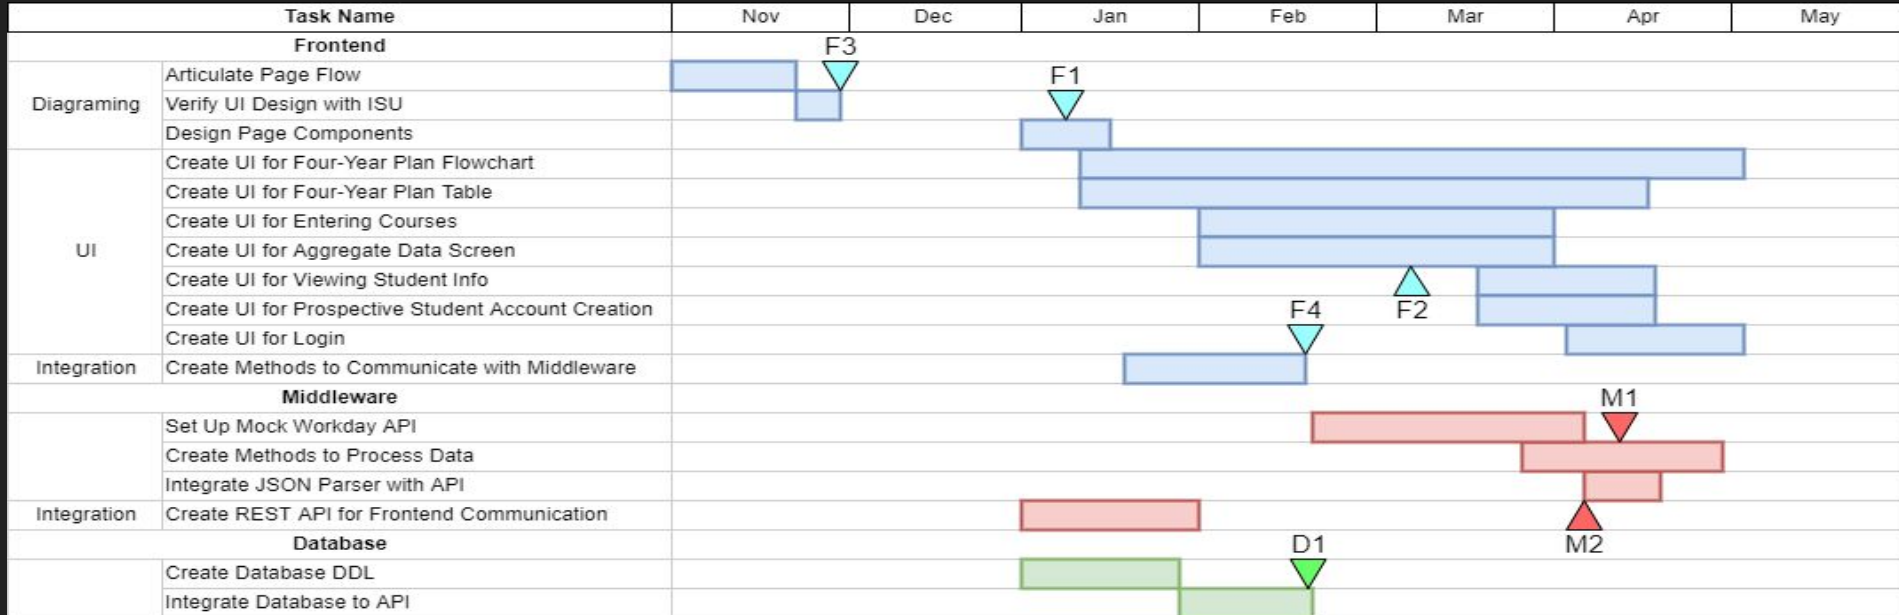 Task Name Nov Dec Jan Feb Mar Apr May
Frontend F3
Articulate Page Flow F1
Diagraming Verify UI Design with ISU
Design Page Components
Create UI for Four-Year Plan Flowchart
Create UI for Four-Year Plan Table
Create UI for Entering Courses
UI Create UI for Aggregate Data Screen
Create UI for Viewing Student Info
Create UI for Prospective Student Account Creation F4 F2
Create UI for Login
Integration Create Methods to Communicate with Middleware
Middleware M1
Set Up Mock Workday API
Create Methods to Process Data
Integrate JSON Parser with API
Integration Create REST API for Frontend Communication
Database D1 M2
Create Database DDL
Integrate Database to API